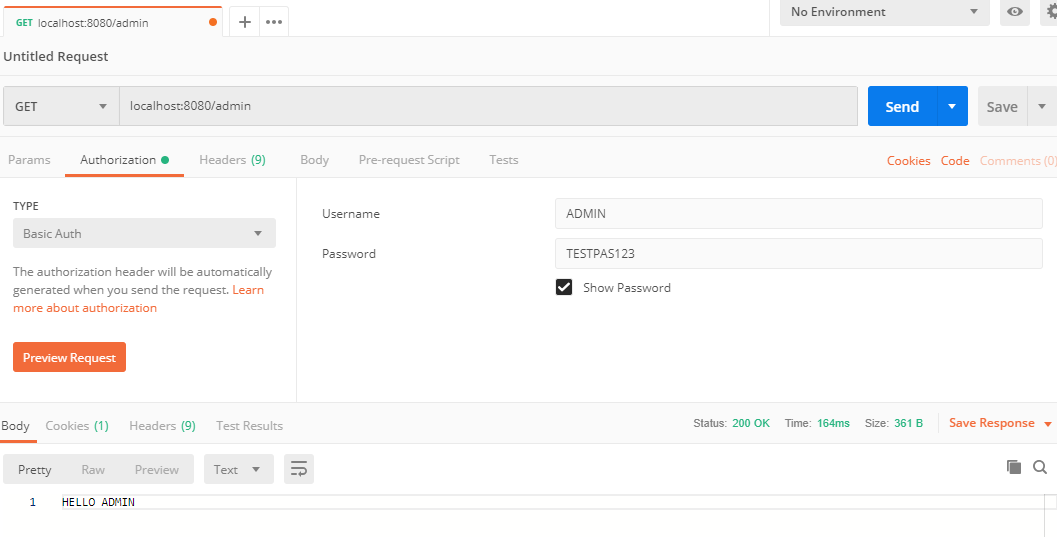 GET localhost:8080/admin
No Environment
Untitled Request
GET localhost:8080/admin Send Save
Params Authorization Headers (9) Body Pre-request Script Tests Cookies Code Comments (0)
TYPE
Basic Auth
The authorization header will be automatically
generated when you send the request. Learn
more about authorization
Preview Request
Username ADMIN
Password TESTPAS123
Show Password
Body Cookies (1) Headers (9) Test Results Status: 200 OK Time: 164ms Size: 361 B Save Response
Pretty Raw Preview Text
1 HELLO ADMIN